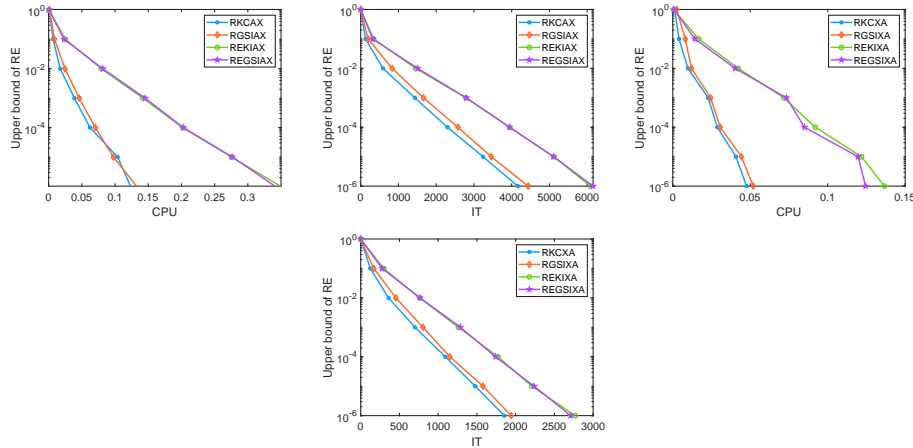 Upper bound of RE
10^0
10^-2
10^-4
10^-6
0 0.05 0.1 0.15 0.2 0.25 0.3
CPU
RKCAX
RGSIAX
REKIAX
REGSIAX
Upper bound of RE
10^0
10^-2
10^-4
10^-6
0 1000 2000 3000 4000 5000 6000
IT
RKCAX
RGSIAX
REKIAX
REGSIAX
Upper bound of RE
10^0
10^-2
10^-4
10^-6
0 0.05 0.1 0.15
CPU
RKCXA
RGSIXA
REKIXA
REGSIXA
Upper bound of RE
10^0
10^-2
10^-4
10^-6
0 500 1000 1500 2000 2500 3000
IT
RKCXA
RGSIXA
REKIXA
REGSIXA